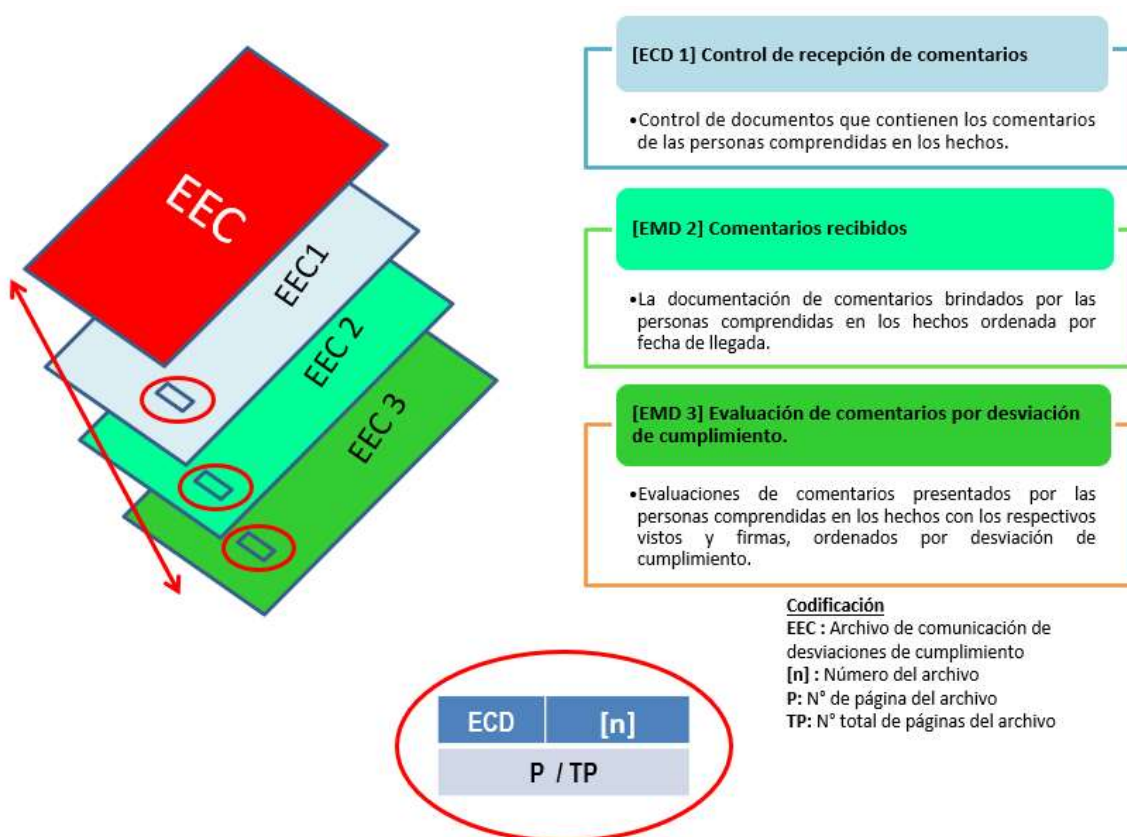 EEC
EEC1
EEC 2
EEC 3
[ECD 1] Control de recepción de comentarios
•Control de documentos que contienen los comentarios
de las personas comprendidas en los hechos.
[EMD 2] Comentarios recibidos
•La documentación de comentarios brindados por las
personas comprendidas en los hechos ordenada por
fecha de llegada.
[EMD 3] Evaluación de comentarios por desviación
de cumplimiento.
•Evaluaciones de comentarios presentados por las
personas comprendidas en los hechos con los respectivos
vistos y firmas, ordenados por desviación de
cumplimiento.
Codificación
EEC : Archivo de comunicación de
desviaciones de cumplimiento
[n] : Número del archivo
P: N° de página del archivo
TP: N° total de páginas del archivo
ECD [n]
P / TP